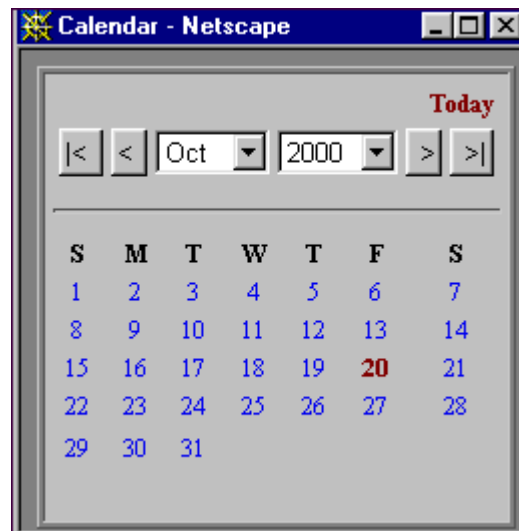 Calendar - Netscape
Today
|< < Oct 2000 > >|
S M T W T F S
1 2 3 4 5 6 7
8 9 10 11 12 13 14
15 16 17 18 19 20 21
22 23 24 25 26 27 28
29 30 31